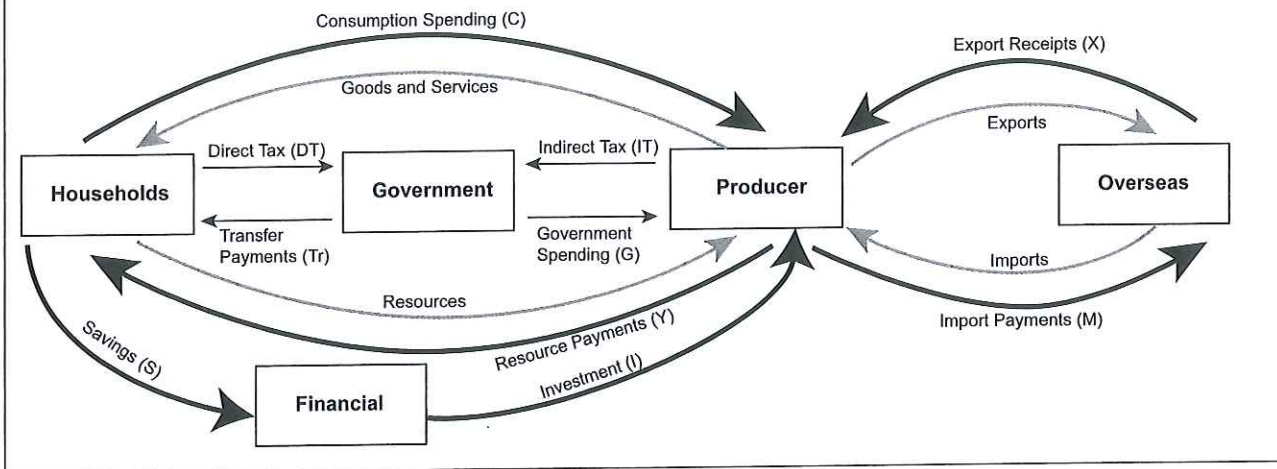 Consumption Spending (C)
Export Receipts (X)
Goods and Services
Exports
Direct Tax (DT)
Indirect Tax (IT)
Households
Government
Producer
Overseas
Transfer
Payments (Tr)
Government
Spending (G)
Imports
Resources
Import Payments (M)
Savings (S)
Resource Payments (Y)
Investment (I)
Financial